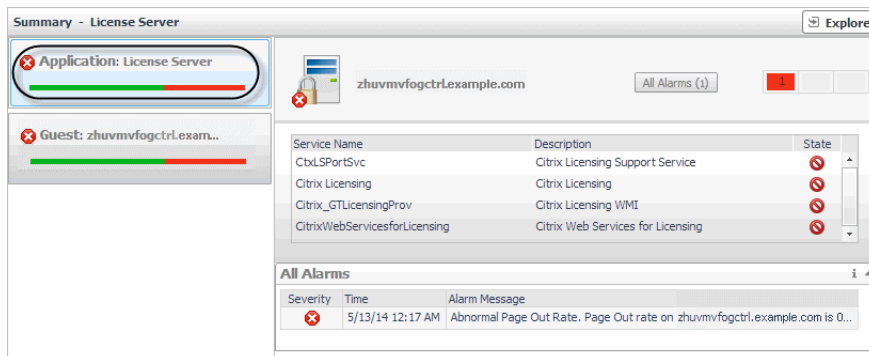 Summary - License Server
Explore
Application: License Server
zhuvmvfogctrl.example.com
All Alarms (1)
1
Guest: zhuvmvfogctrl.exam...
Service Name Description State
CtxLSPortSvc Citrix Licensing Support Service
Citrix Licensing Citrix Licensing
Citrix_GTLicensingProv Citrix Licensing WMI
CitrixWebServicesforLicensing Citrix Web Services for Licensing
All Alarms
Severity Time Alarm Message
5/13/14 12:17 AM Abnormal Page Out Rate. Page Out rate on zhuvmvfogctrl.example.com is 0...